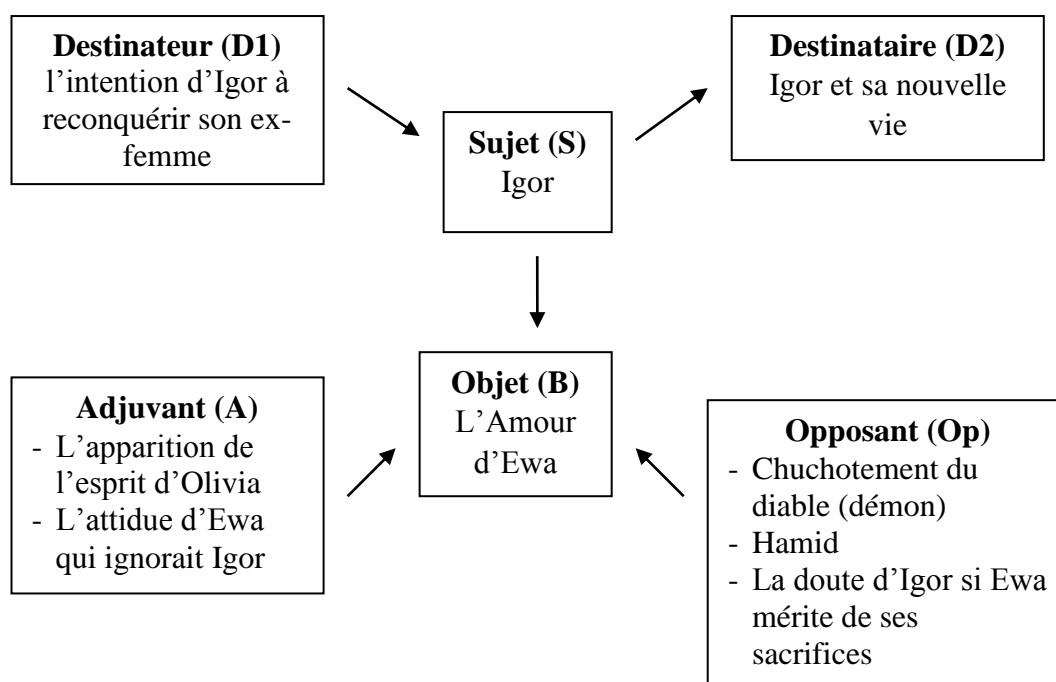 Destinateur (D1)
l’intention d’Igor à
reconquérir son ex-
femme
Destinataire (D2)
Igor et sa nouvelle
vie
Sujet (S)
Igor
Objet (B)
L’Amour
d’Ewa
Adjuvant (A)
- L’apparition de
l’esprit d’Olivia
- L’attidue d’Ewa
qui ignorait Igor
Opposant (Op)
- Chuchotement du
diable (démon)
- Hamid
- La doute d’Igor si Ewa
mérite de ses
sacrifices